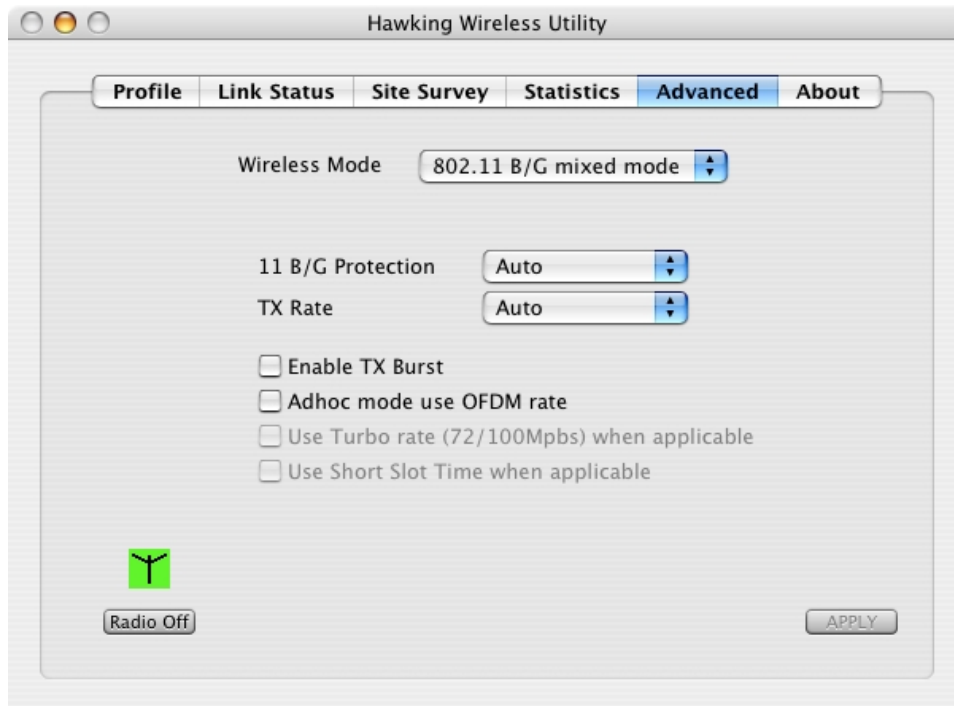 Hawking Wireless Utility
Profile Link Status Site Survey Statistics Advanced About
Wireless Mode 802.11 B/G mixed mode
11 B/G Protection Auto
TX Rate Auto
Enable TX Burst
Adhoc mode use OFDM rate
Use Turbo rate (72/100Mpbs) when applicable
Use Short Slot Time when applicable
Radio Off APPLY